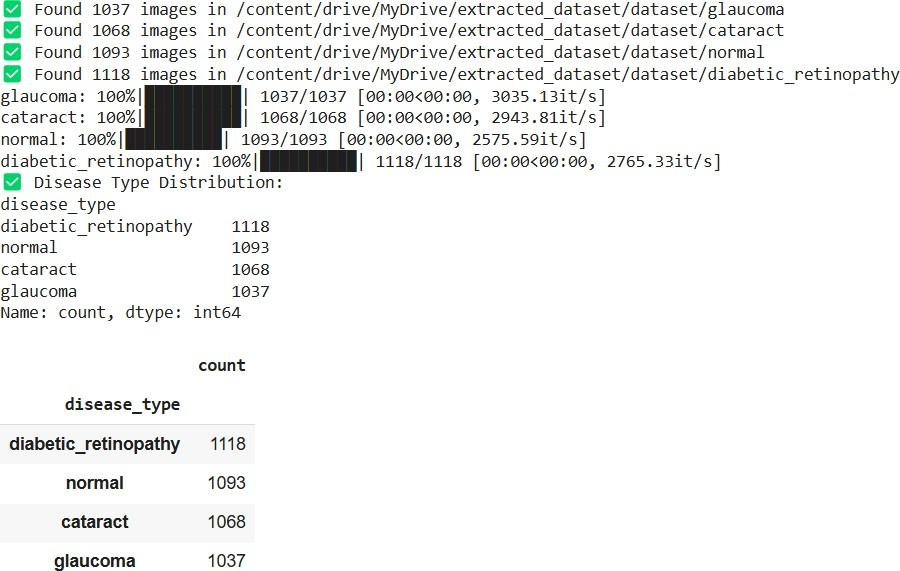 ✅ Found 1037 images in /content/drive/MyDrive/extracted_dataset/dataset/glaucoma
✅ Found 1068 images in /content/drive/MyDrive/extracted_dataset/dataset/cataract
✅ Found 1093 images in /content/drive/MyDrive/extracted_dataset/dataset/normal
✅ Found 1118 images in /content/drive/MyDrive/extracted_dataset/dataset/diabetic_retinopathy
glaucoma: 100%|██████████| 1037/1037 [00:00<00:00, 3035.13it/s]
cataract: 100%|██████████| 1068/1068 [00:00<00:00, 2943.81it/s]
normal: 100%|██████████| 1093/1093 [00:00<00:00, 2575.59it/s]
diabetic_retinopathy: 100%|██████████| 1118/1118 [00:00<00:00, 2765.33it/s]
✅ Disease Type Distribution:
disease_type
diabetic_retinopathy    1118
normal                  1093
cataract                1068
glaucoma                1037
Name: count, dtype: int64
count
disease_type
diabetic_retinopathy 1118
normal 1093
cataract 1068
glaucoma 1037